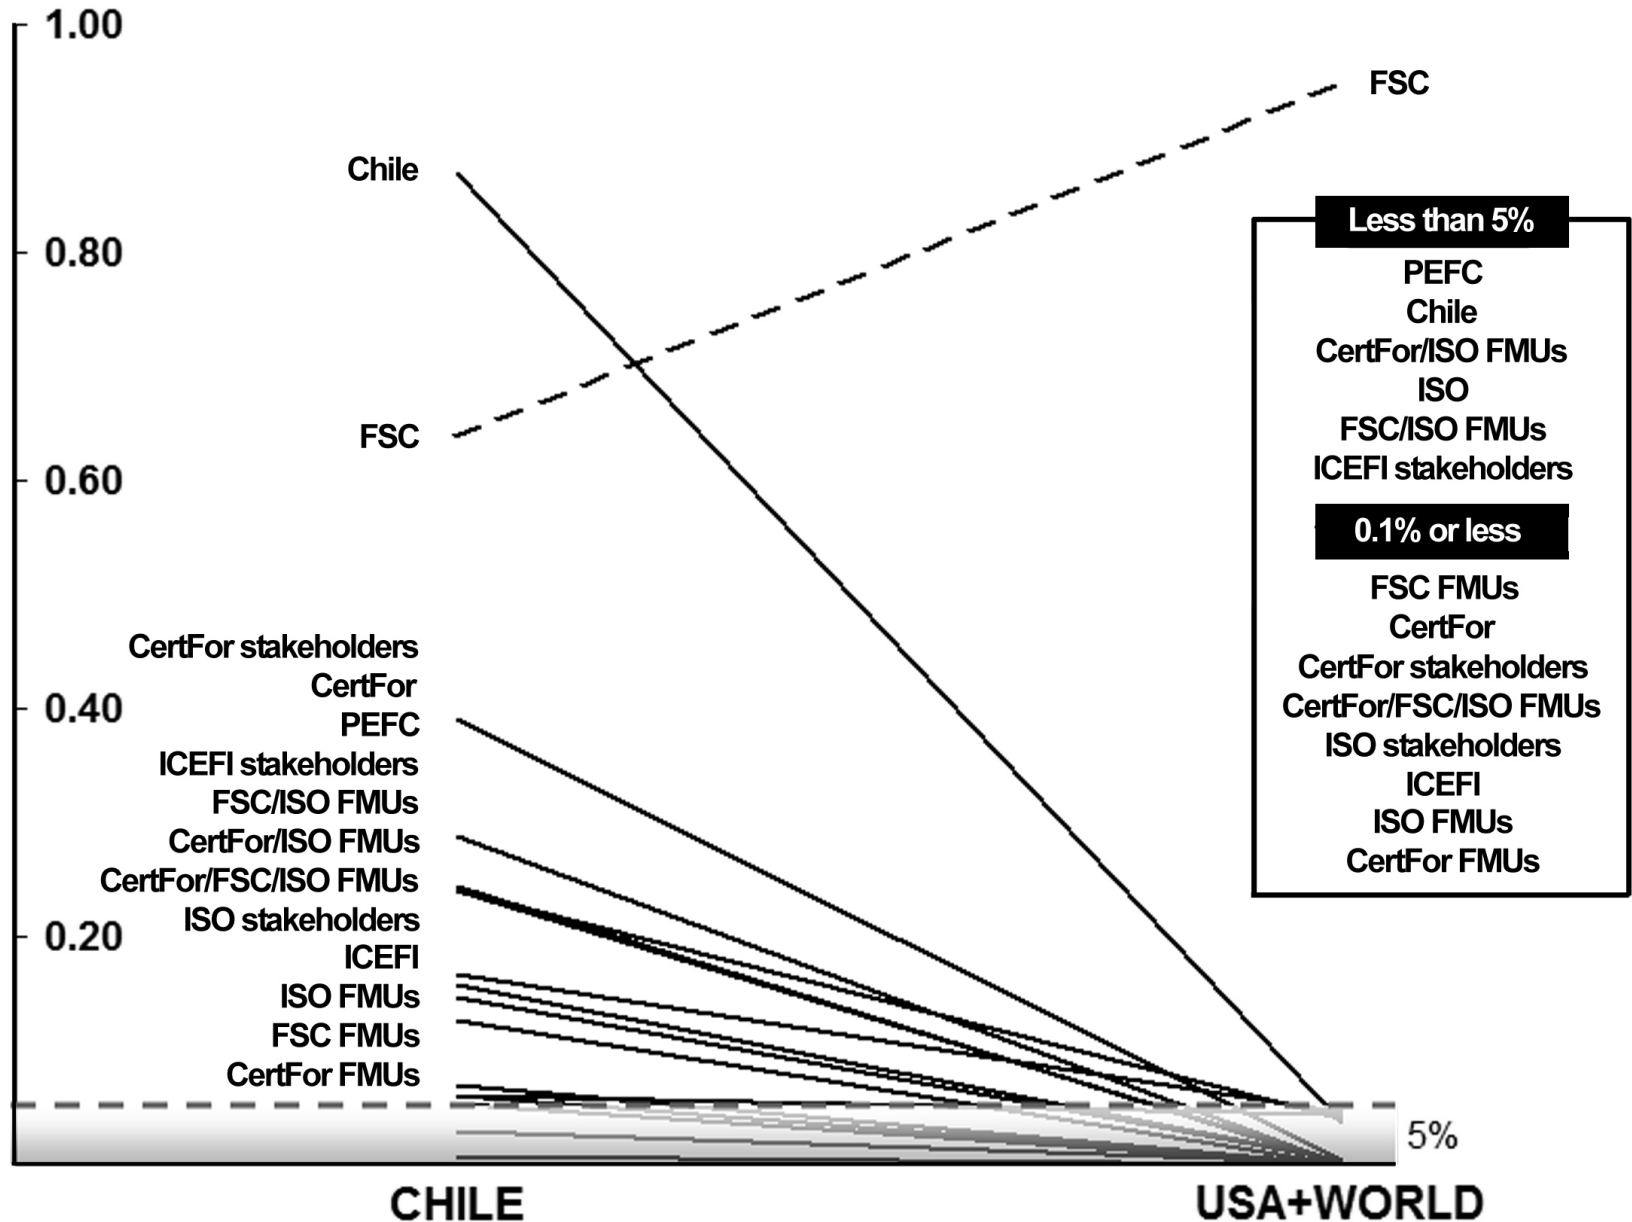 1.00
FSC
Chile
0.80
Less than 5%
PEFC
Chile
CertFor/ISO FMUs
ISO
FSC/ISO FMUs
ICEFI stakeholders
FSC
0.60
0.1% or less
FSC FMUs
CertFor
CertFor stakeholders
CertFor/FSC/ISO FMUs
ISO stakeholders
ICEFI
ISO FMUs
CertFor FMUs
CertFor stakeholders
CertFor
0.40
PEFC
ICEFI stakeholders
FSC/ISO FMUs
CertFor/ISO FMUs
CertFor/FSC/ISO FMUs
ISO stakeholders
0.20
ICEFI
ISO FMUs
FSC FMUs
CertFor FMUs
5%
CHILE
USA+WORLD